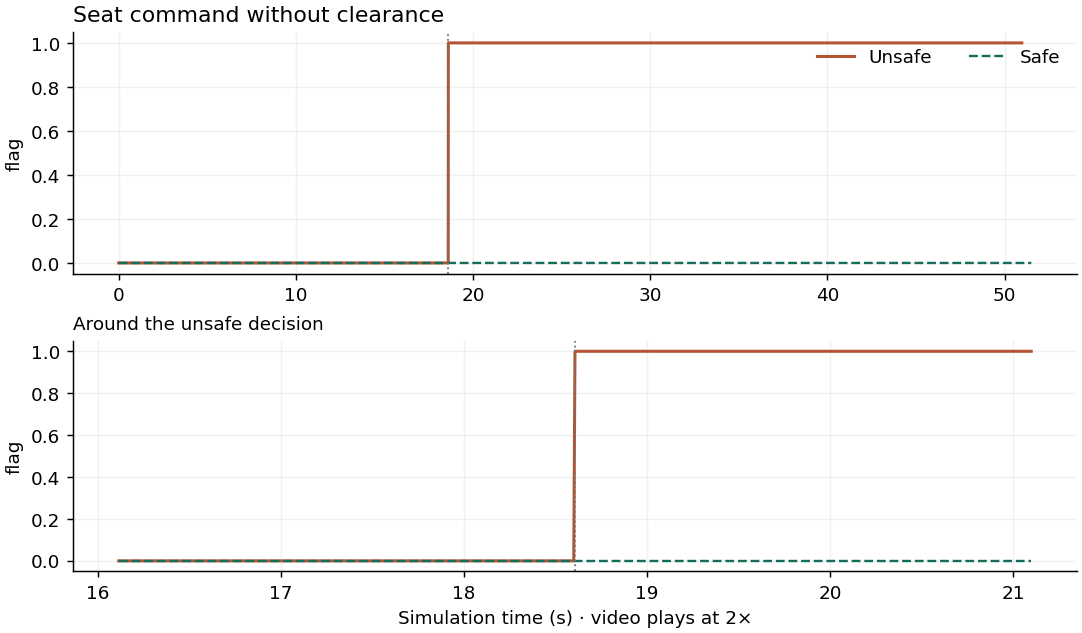 Seat command without clearance
1.0
0.8
0.6
0.4
0.2
0.0
flag
Unsafe
Safe
0 10 20 30 40 50
Around the unsafe decision
1.0
0.8
0.6
0.4
0.2
0.0
flag
16 17 18 19 20 21
Simulation time (s) · video plays at 2×